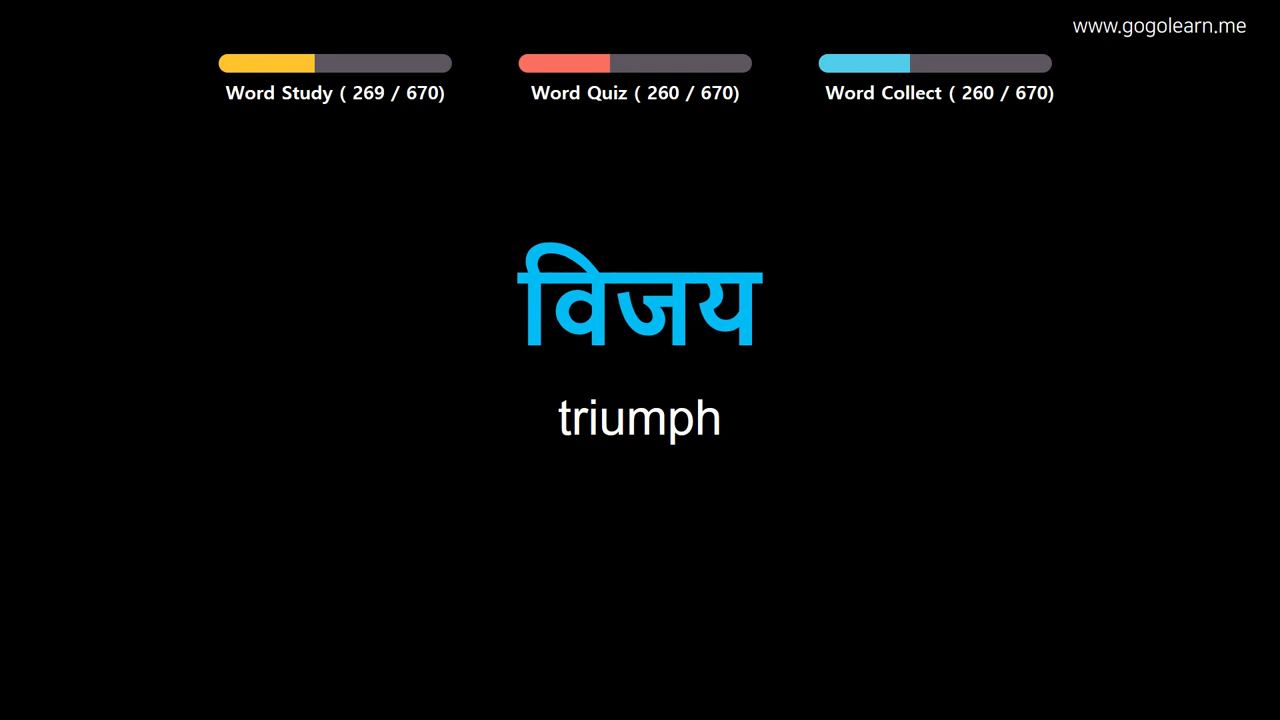 www.gogolearn.me
Word Study ( 269 / 670)
Word Quiz ( 260 / 670)
Word Collect ( 260 / 670)
विजय
triumph